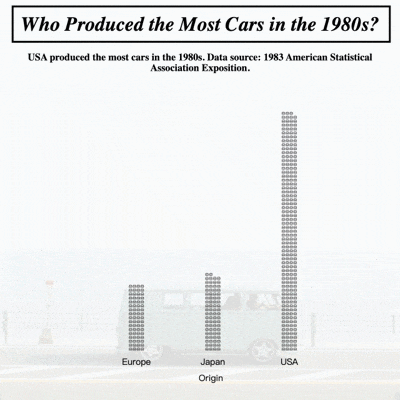 Who Produced the Most Cars in the 1980s?
USA produced the most cars in the 1980s. Data source: 1983 American Statistical
Association Exposition.
Europe Japan USA
Origin